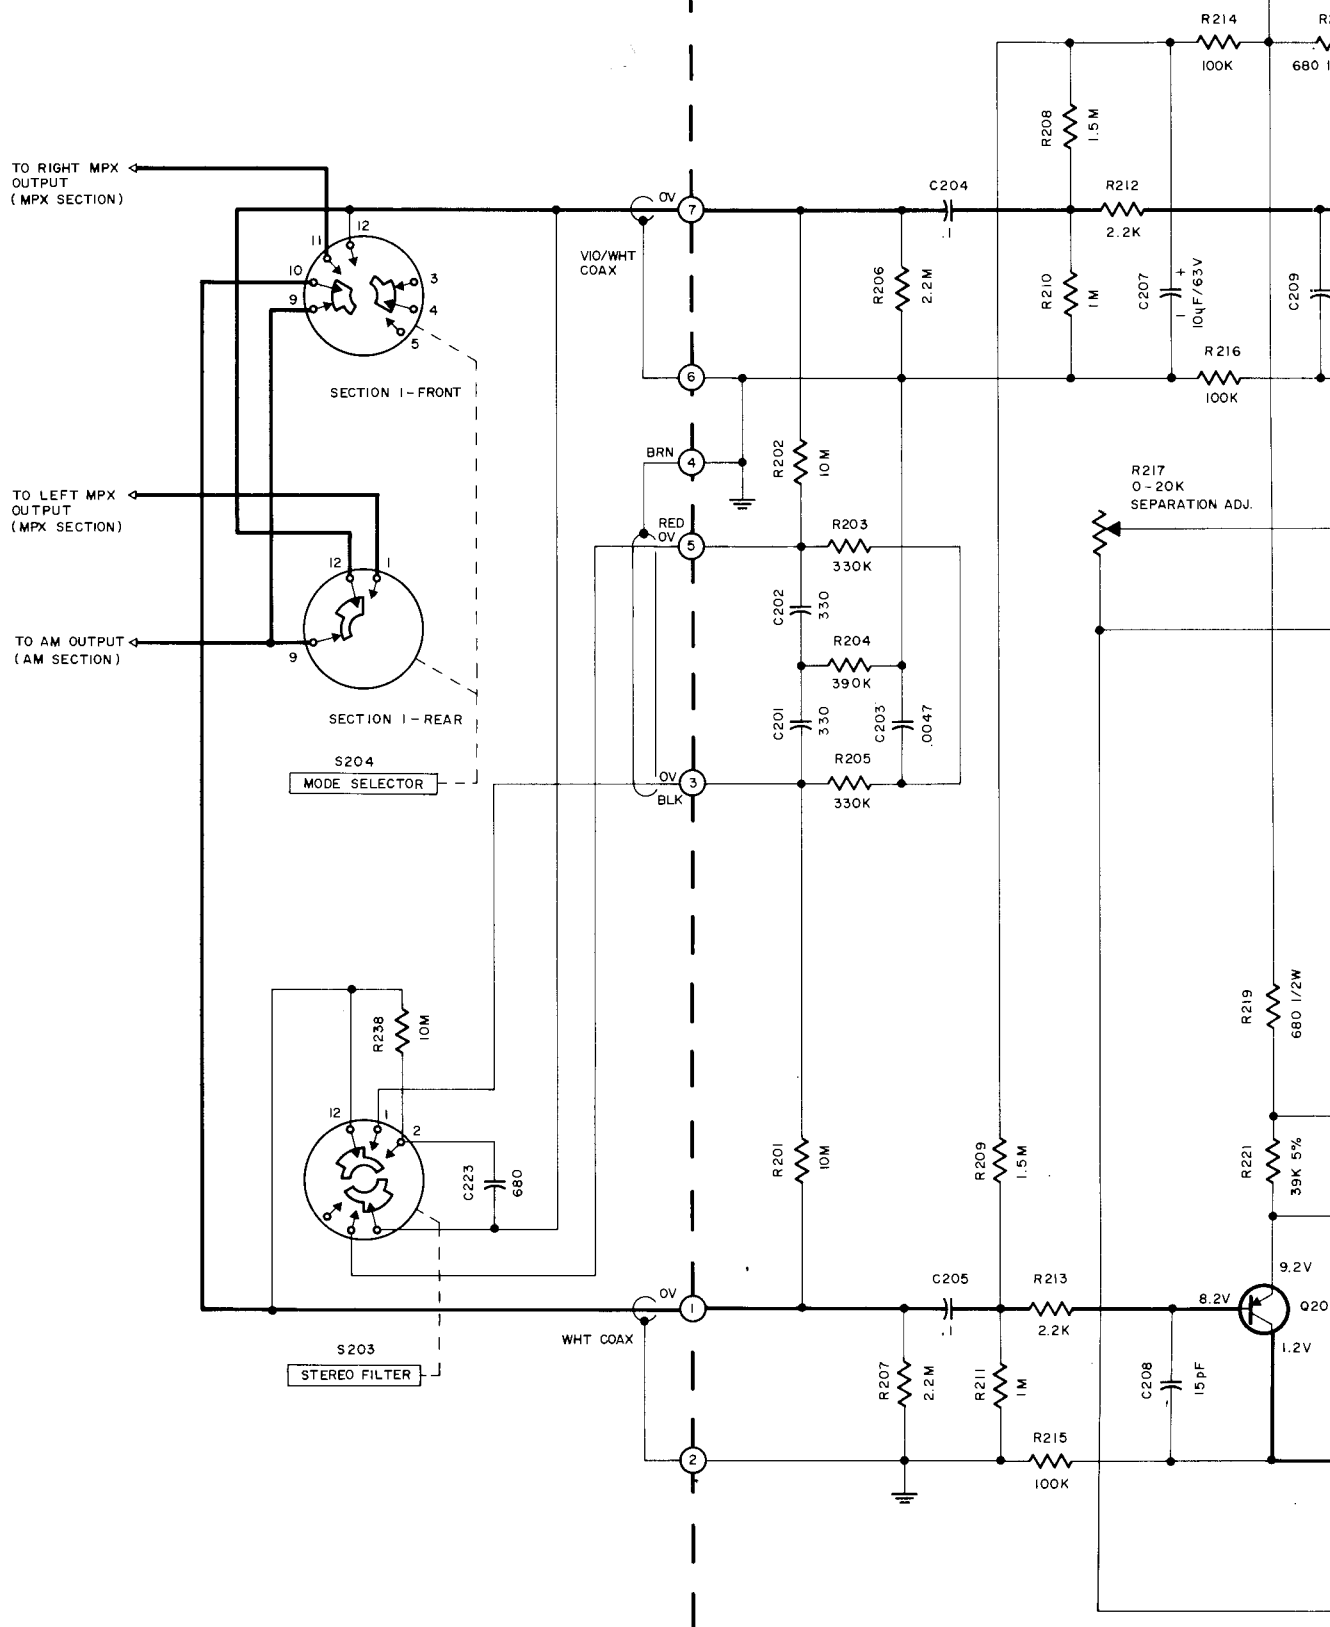 R214
100K
680 1
R208
1.5M
TO RIGHT MPX
OUTPUT
(MPX SECTION)
OV
7
C204
.1
R212
2.2K
12
11
10
9
3
4
5
VIO/WHT
COAX
R206
2.2M
R210
1M
C207
+
10µF/63V
C209
R216
100K
6
SECTION 1-FRONT
BRN
4
R202
10M
R217
0-20K
SEPARATION ADJ.
TO LEFT MPX
OUTPUT
(MPX SECTION)
RED
OV
5
R203
330K
12
1
C202
330
TO AM OUTPUT
(AM SECTION)
9
R204
390K
SECTION 1-REAR
C201
330
C203
.0047
S204
MODE SELECTOR
OV
3
BLK
R205
330K
R238
10M
R219
680 1/2W
12
1
2
C223
680
R201
10M
R209
1.5M
R221
39K 5%
OV
1
C205
.1
R213
2.2K
8.2V
9.2V
Q20
1.2V
WHT COAX
S203
STEREO FILTER
R207
2.2M
R211
1M
C208
15pF
2
R215
100K